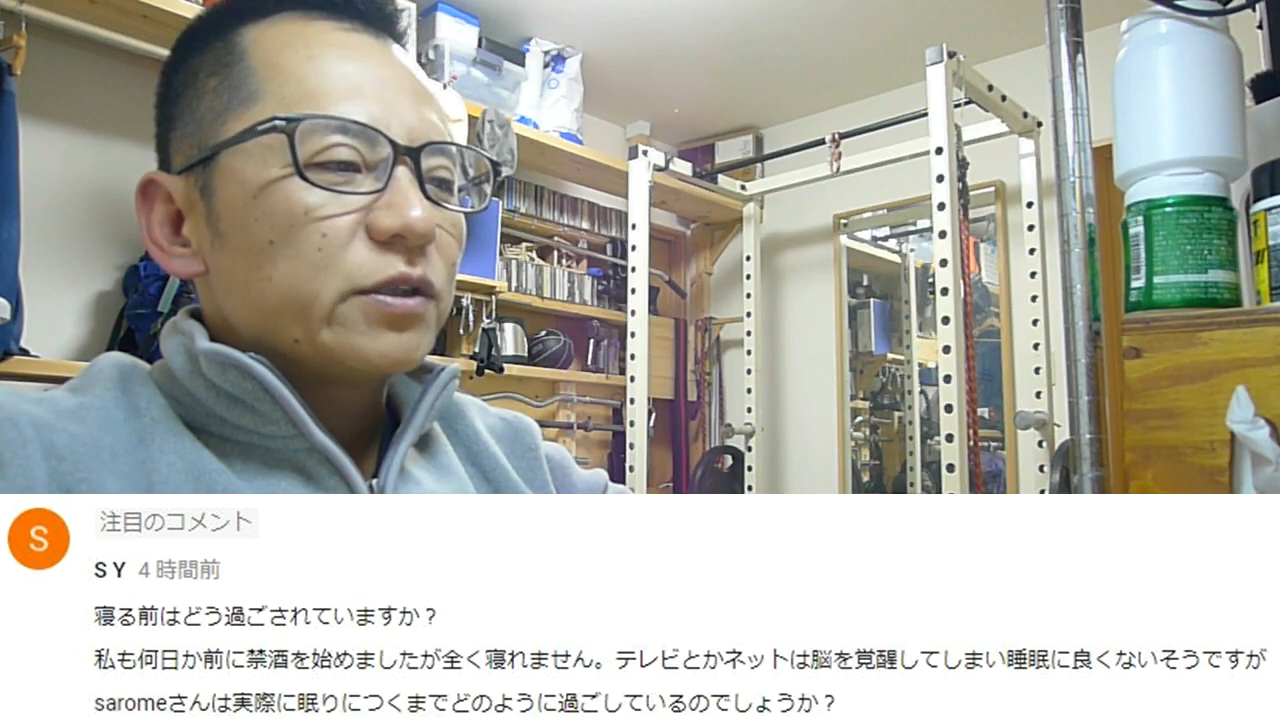 注目のコメント
S
S Y 4 時間前
寝る前はどう過ごされていますか？
私も何日か前に禁酒を始めましたが全く寝れません。テレビとかネットは脳を覚醒してしまい睡眠に良くないそうですが
saromeさんは実際に眠りにつくまでどのように過ごしているのでしょうか？